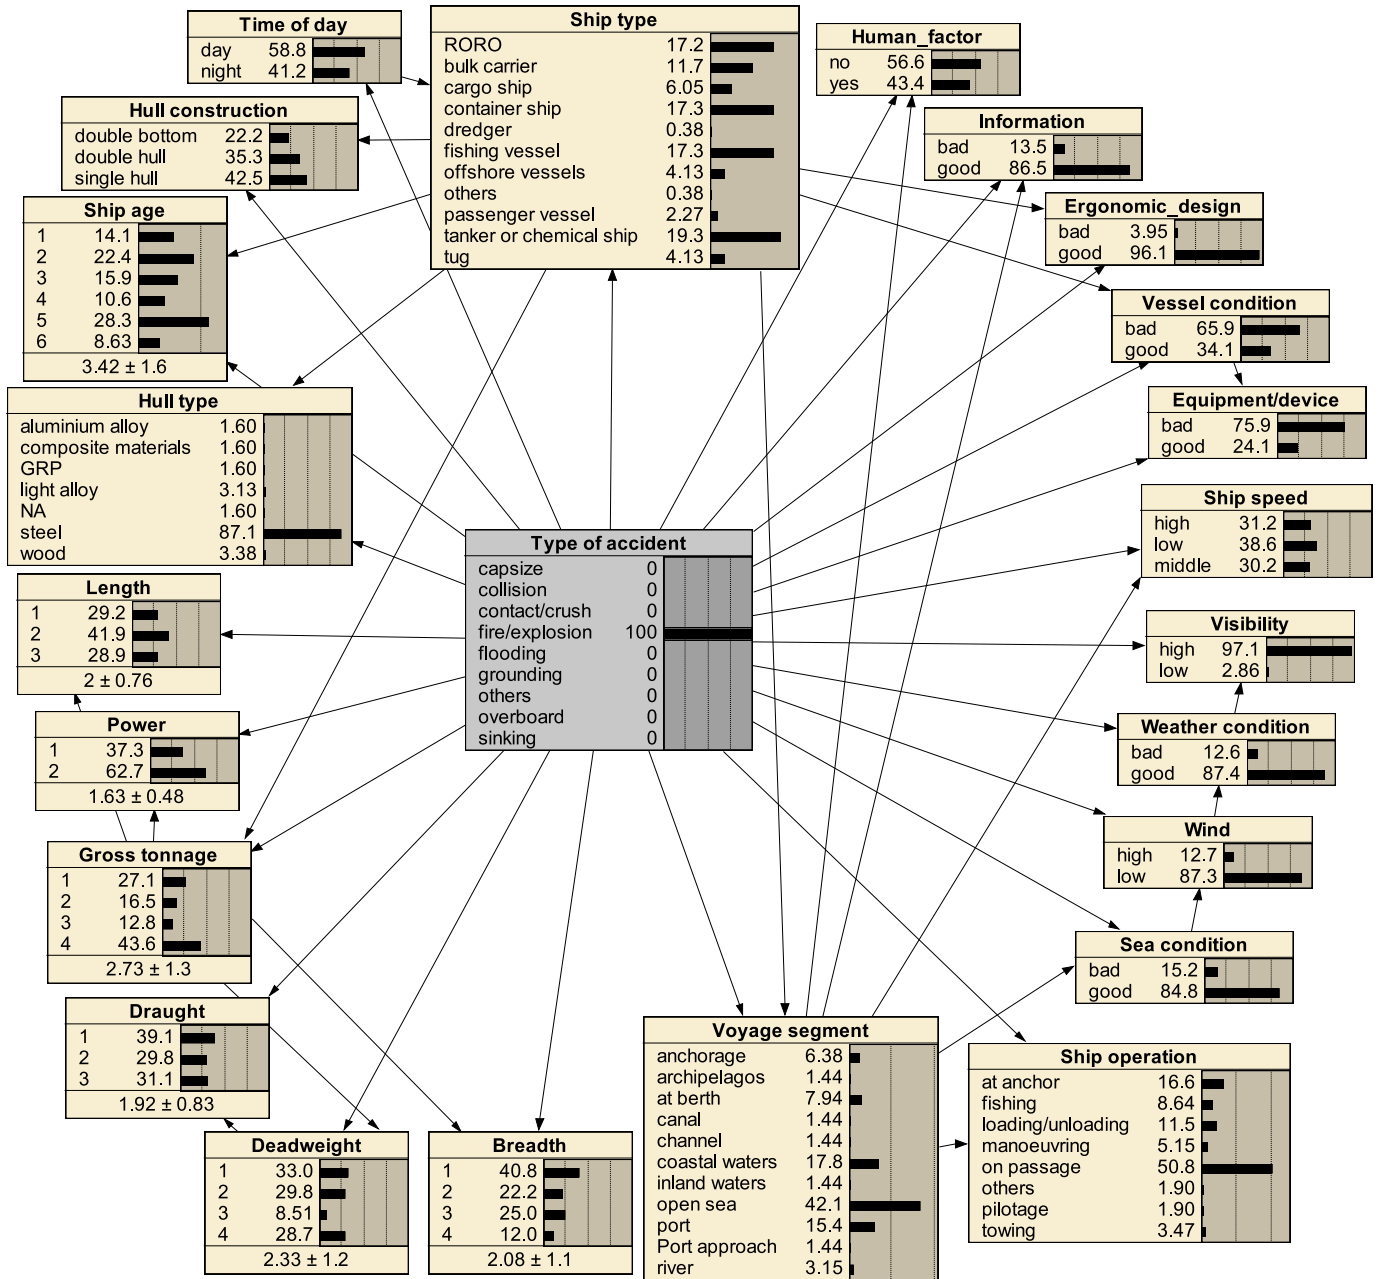 Time of day
day 58.8
night 41.2
Ship type
RORO 17.2
bulk carrier 11.7
cargo ship 6.05
container ship 17.3
dredger 0.38
fishing vessel 17.3
offshore vessels 4.13
others 0.38
passenger vessel 2.27
tanker or chemical ship 19.3
tug 4.13
Human_factor
no 56.6
yes 43.4
Hull construction
double bottom 22.2
double hull 35.3
single hull 42.5
Information
bad 13.5
good 86.5
Ship age
1 14.1
2 22.4
3 15.9
4 10.6
5 28.3
6 8.63
3.42 ± 1.6
Ergonomic_design
bad 3.95
good 96.1
Vessel condition
bad 65.9
good 34.1
Hull type
aluminium alloy 1.60
composite materials 1.60
GRP 1.60
light alloy 3.13
NA 1.60
steel 87.1
wood 3.38
Equipment/device
bad 75.9
good 24.1
Ship speed
high 31.2
low 38.6
middle 30.2
Type of accident
capsize 0
collision 0
contact/crush 0
fire/explosion 100
flooding 0
grounding 0
others 0
overboard 0
sinking 0
Length
1 29.2
2 41.9
3 28.9
2 ± 0.76
Visibility
high 97.1
low 2.86
Power
1 37.3
2 62.7
1.63 ± 0.48
Weather condition
bad 12.6
good 87.4
Gross tonnage
1 27.1
2 16.5
3 12.8
4 43.6
2.73 ± 1.3
Wind
high 12.7
low 87.3
Sea condition
bad 15.2
good 84.8
Draught
1 39.1
2 29.8
3 31.1
1.92 ± 0.83
Voyage segment
anchorage 6.38
archipelagos 1.44
at berth 7.94
canal 1.44
channel 1.44
coastal waters 17.8
inland waters 1.44
open sea 42.1
port 15.4
Port approach 1.44
river 3.15
Ship operation
at anchor 16.6
fishing 8.64
loading/unloading 11.5
manoeuvring 5.15
on passage 50.8
others 1.90
pilotage 1.90
towing 3.47
Deadweight
1 33.0
2 29.8
3 8.51
4 28.7
2.33 ± 1.2
Breadth
1 40.8
2 22.2
3 25.0
4 12.0
2.08 ± 1.1